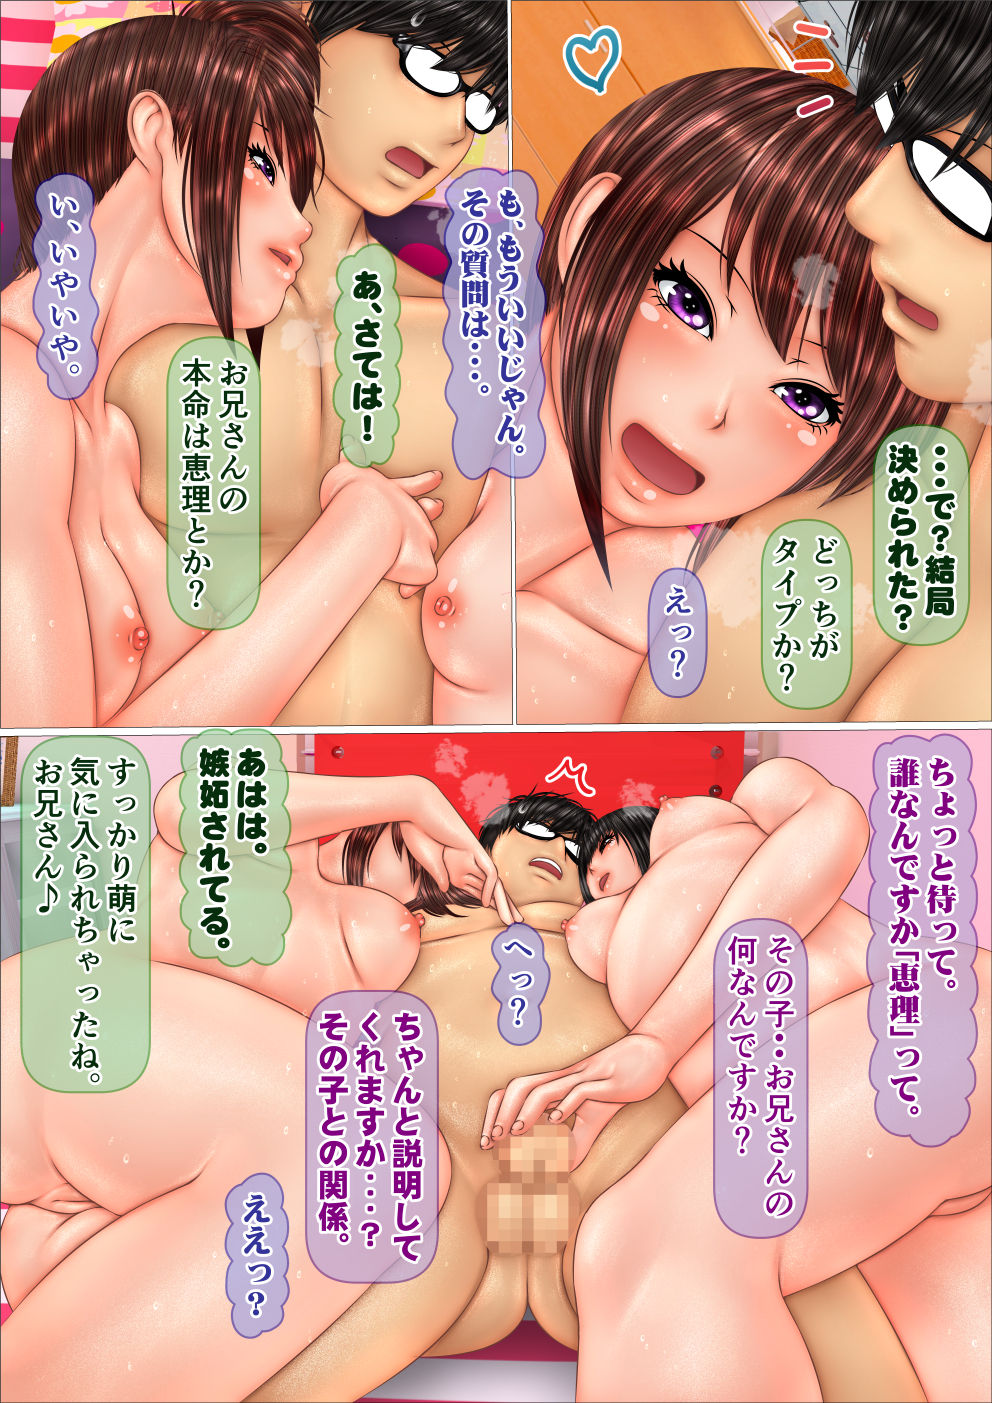 ・・・で？結局
決められた？
どっちが
タイプか？
えっ？
も、もういいじゃん。
その質問は・・・。
あ、さては！
お兄さんの
本命は恵理とか？
い、いやいや。
ちょっと待って。
誰なんですか「恵理」って。
その子・・お兄さんの
何なんですか？
へっ？
ちゃんと説明して
くれますか・・・？
その子との関係。
ええっ？
あはは。
嫉妬されてる。
すっかり萌に
気に入られちゃったね。
お兄さん♪